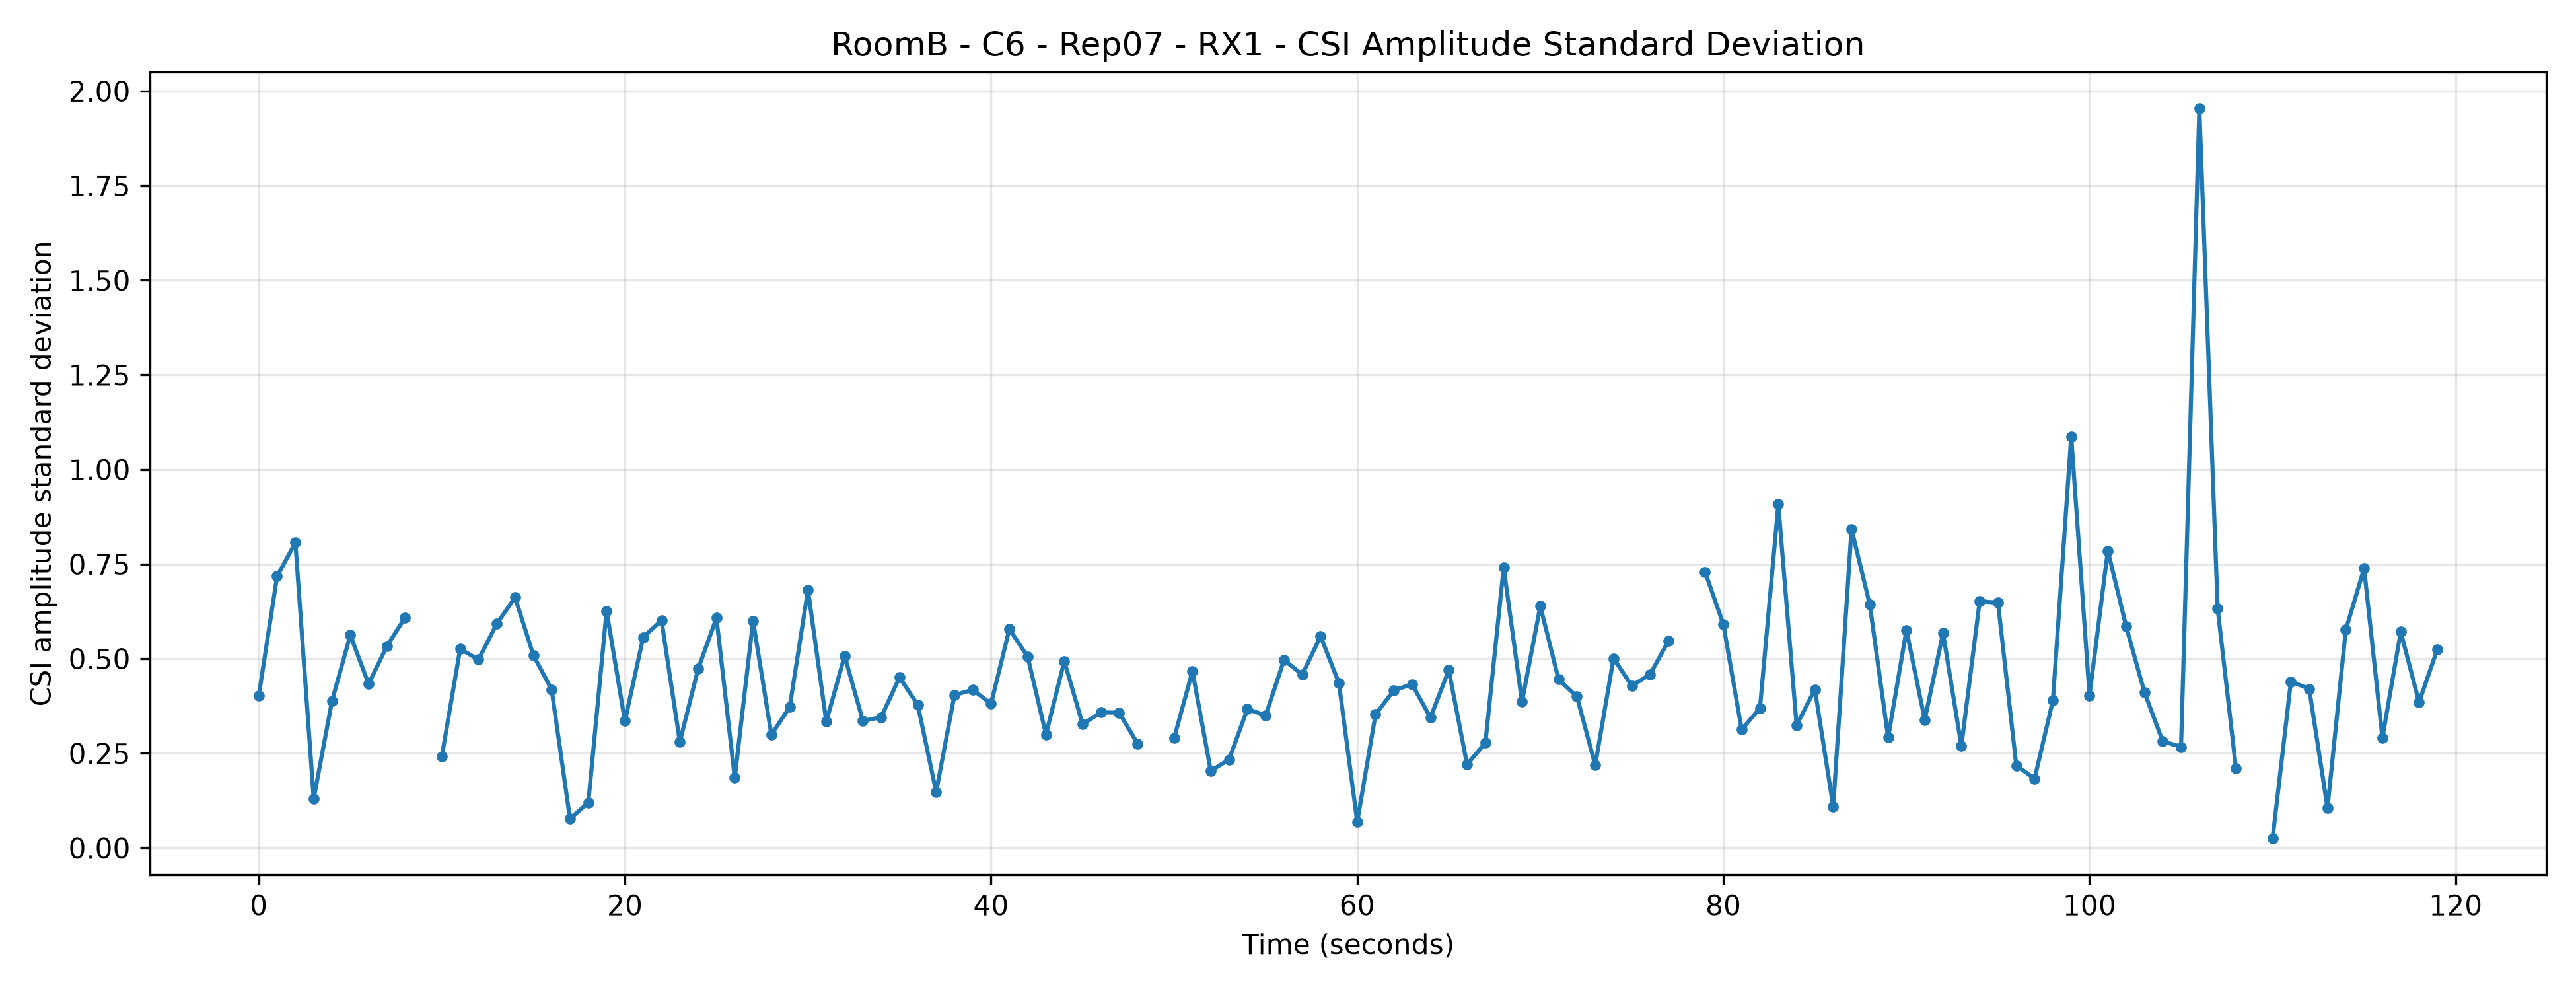 RoomB - C6 - Rep07 - RX1 - CSI Amplitude Standard Deviation
CSI amplitude standard deviation
2.00
1.75
1.50
1.25
1.00
0.75
0.50
0.25
0.00
0 20 40 60 80 100 120
Time (seconds)